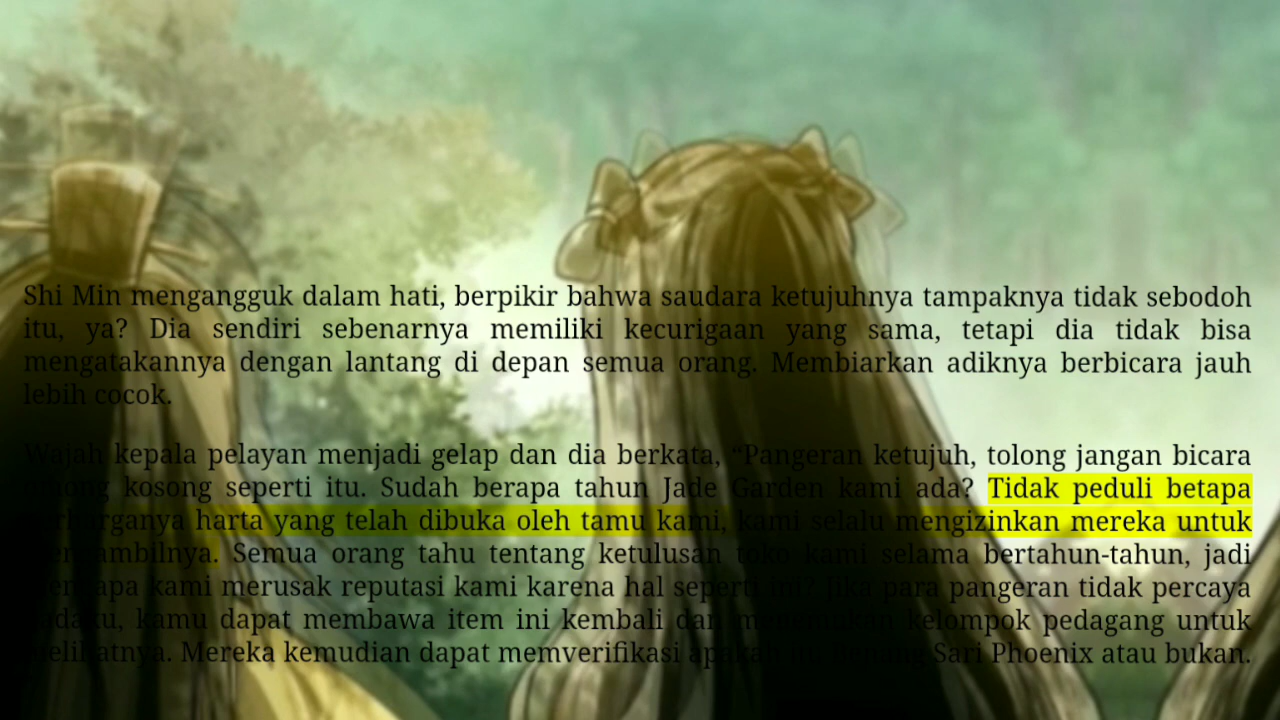 Shi Min mengangguk dalam hati, berpikir bahwa saudara ketujuhnya tampaknya tidak sebodoh
itu, ya? Dia sendiri sebenarnya memiliki kecurigaan yang sama, tetapi dia tidak bisa
mengatakannya dengan lantang di depan semua orang. Membiarkan adiknya berbicara jauh
lebih cocok.
Wajah kepala pelayan menjadi gelap dan dia berkata, “Pangeran ketujuh, tolong jangan bicara
omong kosong seperti itu. Sudah berapa tahun Jade Garden kami ada? Tidak peduli betapa
berharganya harta yang telah dibuka oleh tamu kami, kami selalu mengizinkan mereka untuk
mengambilnya. Semua orang tahu tentang ketulusan toko kami selama bertahun-tahun, jadi
mengapa kami merusak reputasi kami karena hal seperti ini? Jika para pangeran tidak percaya
padaku, kamu dapat membawa item ini kembali dan kelompok pedagang untuk
melihatnya. Mereka kemudian dapat memverifikasi apakah ini Benang Sari Phoenix atau bukan.